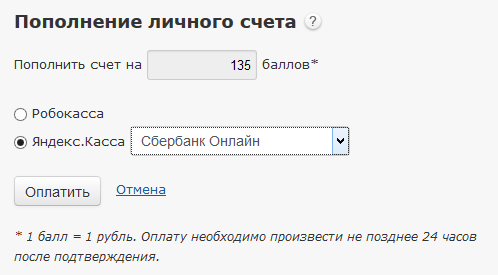 Пополнение личного счета ?
Пополнить счет на 135 баллов*
Робокасса
Яндекс.Касса Сбербанк Онлайн
Оплатить Отмена
* 1 балл = 1 рубль. Оплату необходимо произвести не позднее 24 часов
после подтверждения.